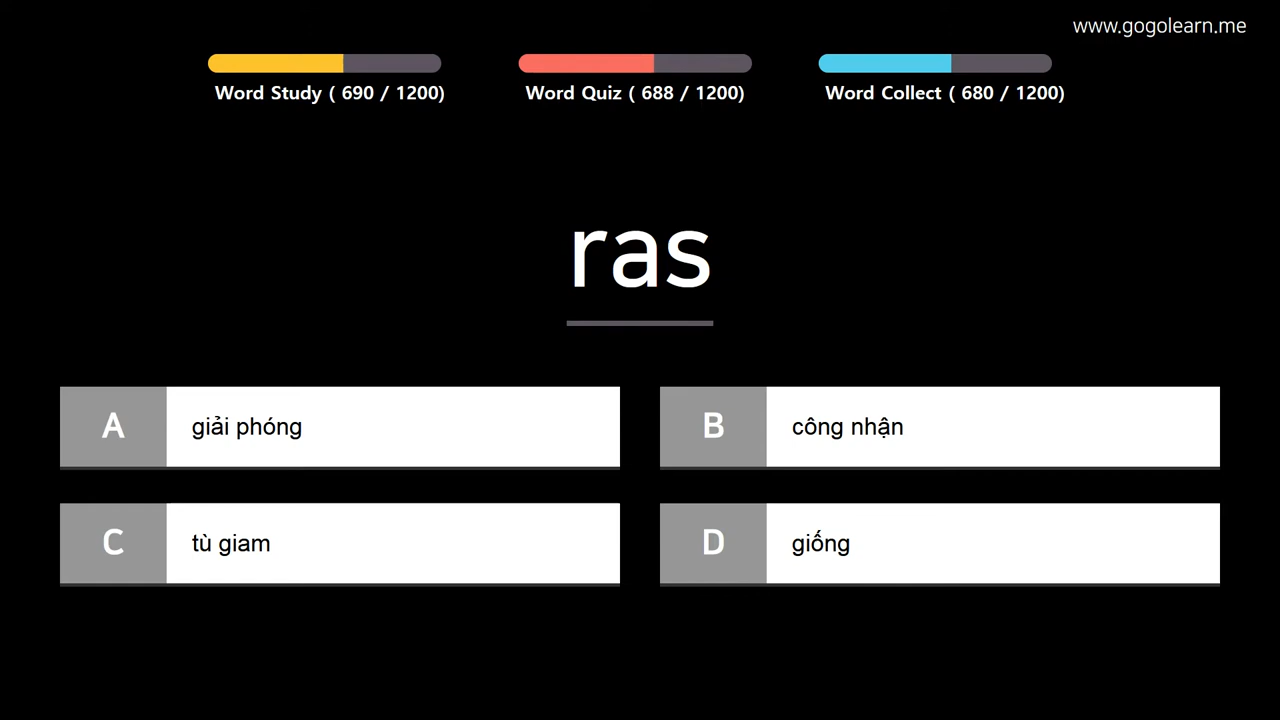 www.gogolearn.me
Word Study ( 690 / 1200)
Word Quiz ( 688 / 1200)
Word Collect ( 680 / 1200)
ras
A giải phóng
B công nhận
C tù giam
D giống